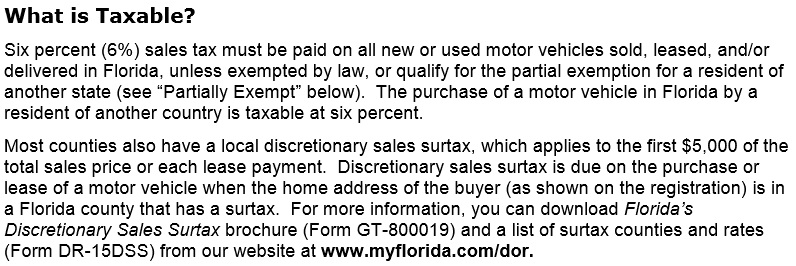 What is Taxable?
Six percent (6%) sales tax must be paid on all new or used motor vehicles sold, leased, and/or
delivered in Florida, unless exempted by law, or qualify for the partial exemption for a resident of
another state (see “Partially Exempt” below).  The purchase of a motor vehicle in Florida by a
resident of another country is taxable at six percent.
Most counties also have a local discretionary sales surtax, which applies to the first $5,000 of the
total sales price or each lease payment.  Discretionary sales surtax is due on the purchase or
lease of a motor vehicle when the home address of the buyer (as shown on the registration) is in
a Florida county that has a surtax.  For more information, you can download Florida’s
Discretionary Sales Surtax brochure (Form GT-800019) and a list of surtax counties and rates
(Form DR-15DSS) from our website at www.myflorida.com/dor.